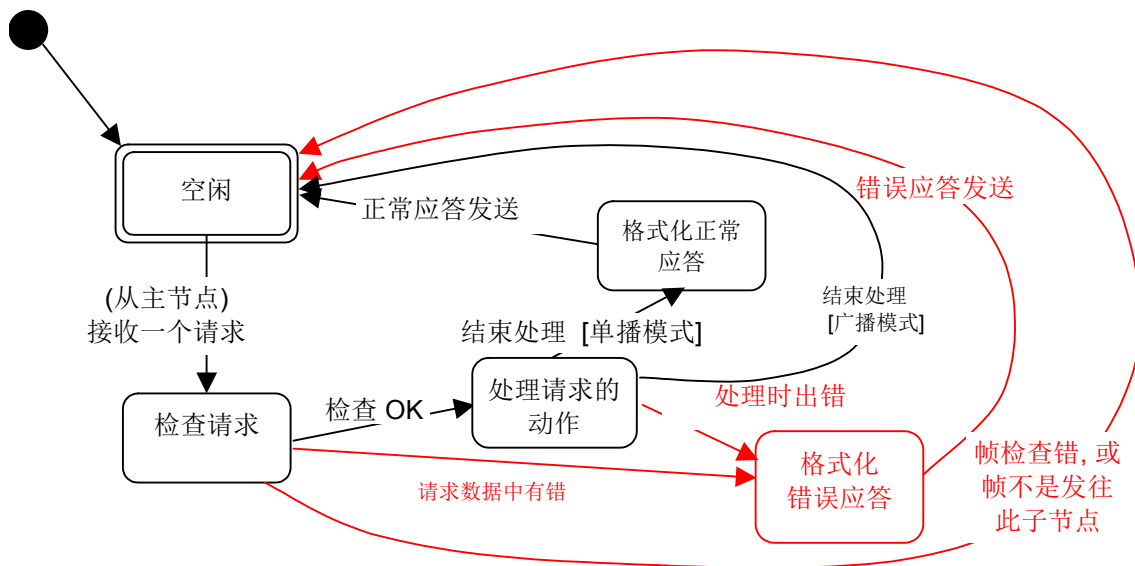 空闲
正常应答发送
错误应答发送
格式化正常
应答
(从主节点)
接收一个请求
结束处理 [单播模式]
结束处理
[广播模式]
检查请求
检查 OK
处理请求的
动作
处理时出错
请求数据中有错
格式化
错误应答
帧检查错, 或
帧不是发往
此子节点